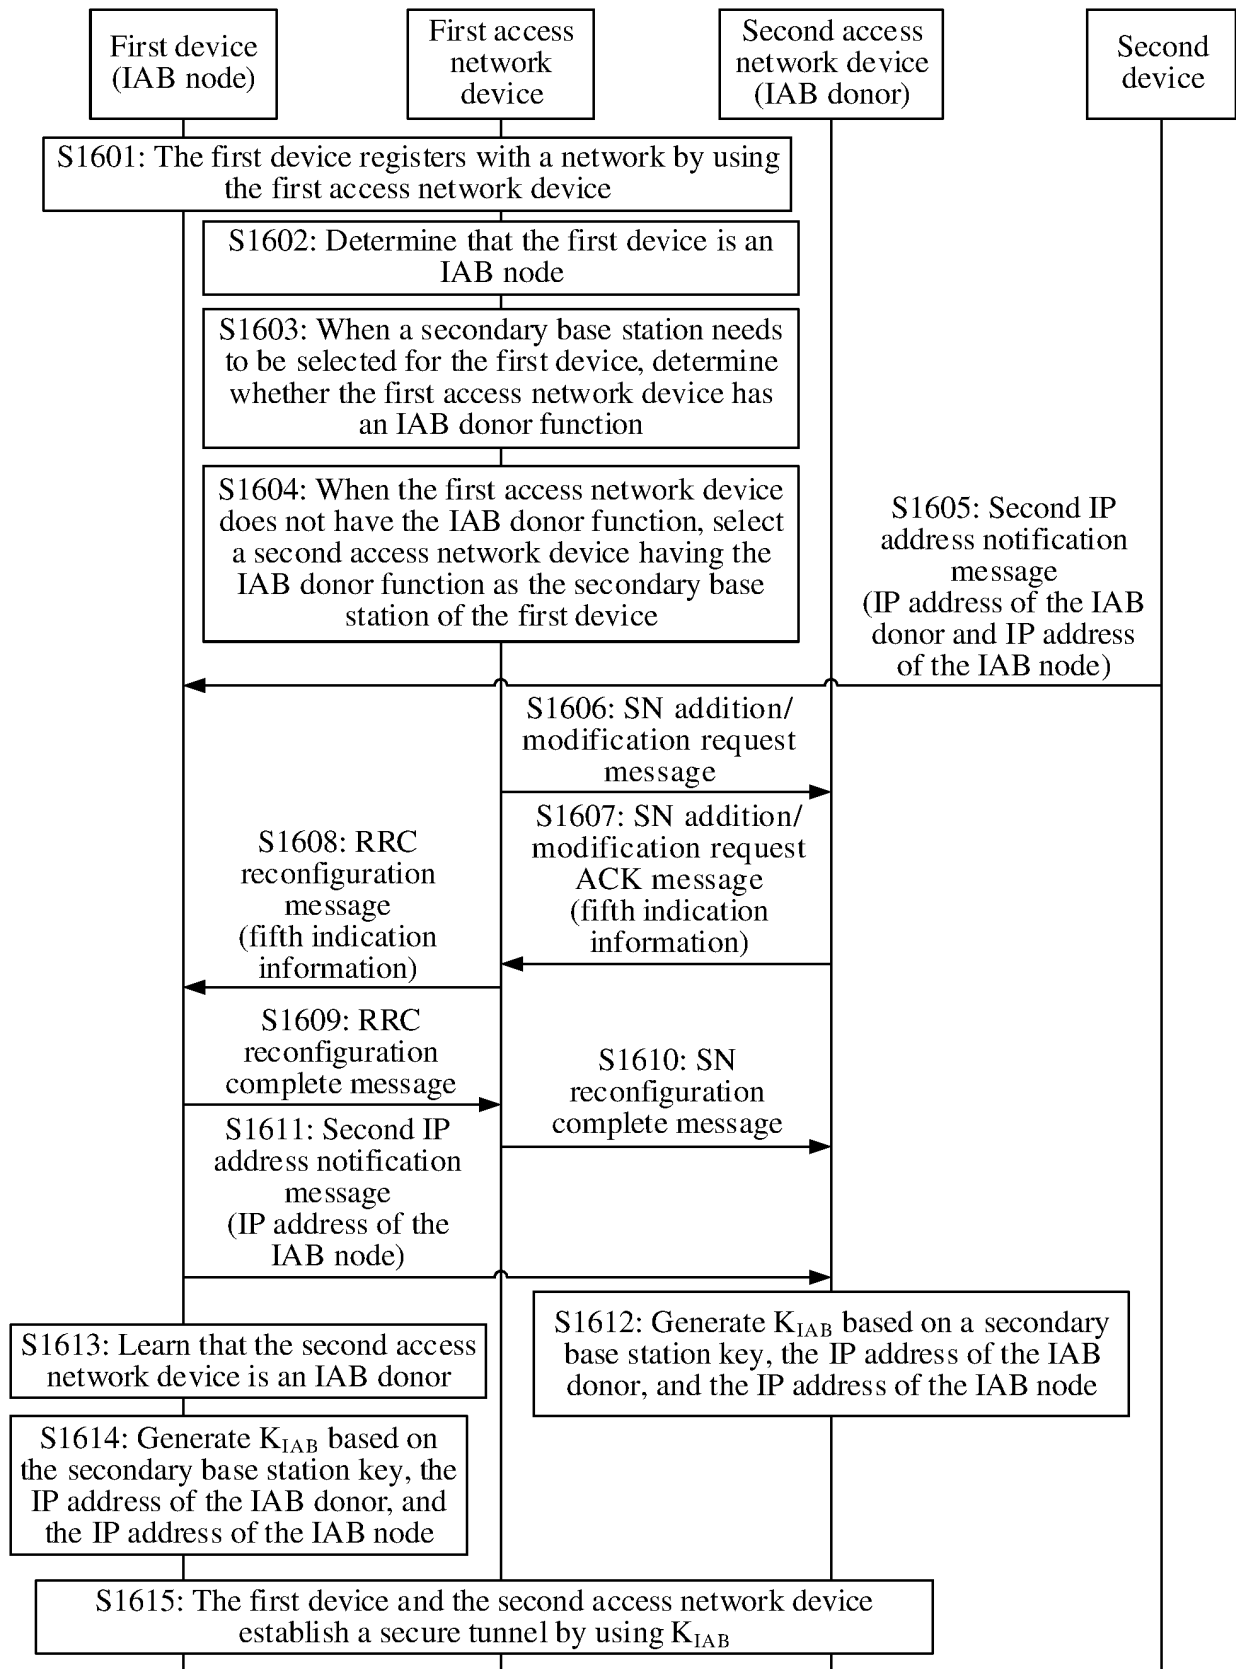 First device
(IAB node)
First access
network
device
Second access
network device
(IAB donor)
Second
device
S1601: The first device registers with a network by using
the first access network device
S1602: Determine that the first device is an
IAB node
S1603: When a secondary base station needs
to be selected for the first device, determine
whether the first access network device has
an IAB donor function
S1604: When the first access network device
does not have the IAB donor function, select
a second access network device having the
IAB donor function as the secondary base
station of the first device
S1605: Second IP
address notification
message
(IP address of the IAB
donor and IP address
of the IAB node)
S1606: SN addition/
modification request
message
S1607: SN addition/
modification request
ACK message
(fifth indication
information)
S1608: RRC
reconfiguration
message
(fifth indication
information)
S1609: RRC
reconfiguration
complete message
S1610: SN
reconfiguration
complete message
S1611: Second IP
address notification
message
(IP address of the
IAB node)
S1612: Generate KIAB based on a secondary
base station key, the IP address of the IAB
donor, and the IP address of the IAB node
S1613: Learn that the second access
network device is an IAB donor
S1614: Generate KIAB based on
the secondary base station key, the
IP address of the IAB donor, and
the IP address of the IAB node
S1615: The first device and the second access network device
establish a secure tunnel by using KIAB